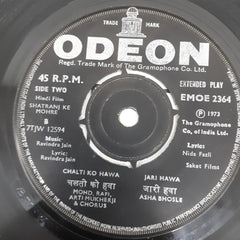 TRADE MARK
ODEON
Regd. Trade Mark of The Gramophone Co. Ltd.
45 R.P.M.
SIDE TWO
Hindi Film
SHATRANJ KE
MOHRE
B
7TJW 12594
Music:
Ravindra Jain
EXTENDED PLAY
EMOE 2364
℗ 1973
The Gramophone
Co. of India Ltd.
Lyric:
Nida Fazli
Saket Films
CHALTI KO HAWA
चलती को हवा
MOHD. RAFI,
ARTI MUKHERJI
& CHORUS
Lyric:
Ravindra Jain
JARI HAWA
जारी हवा
ASHA BHOSLE